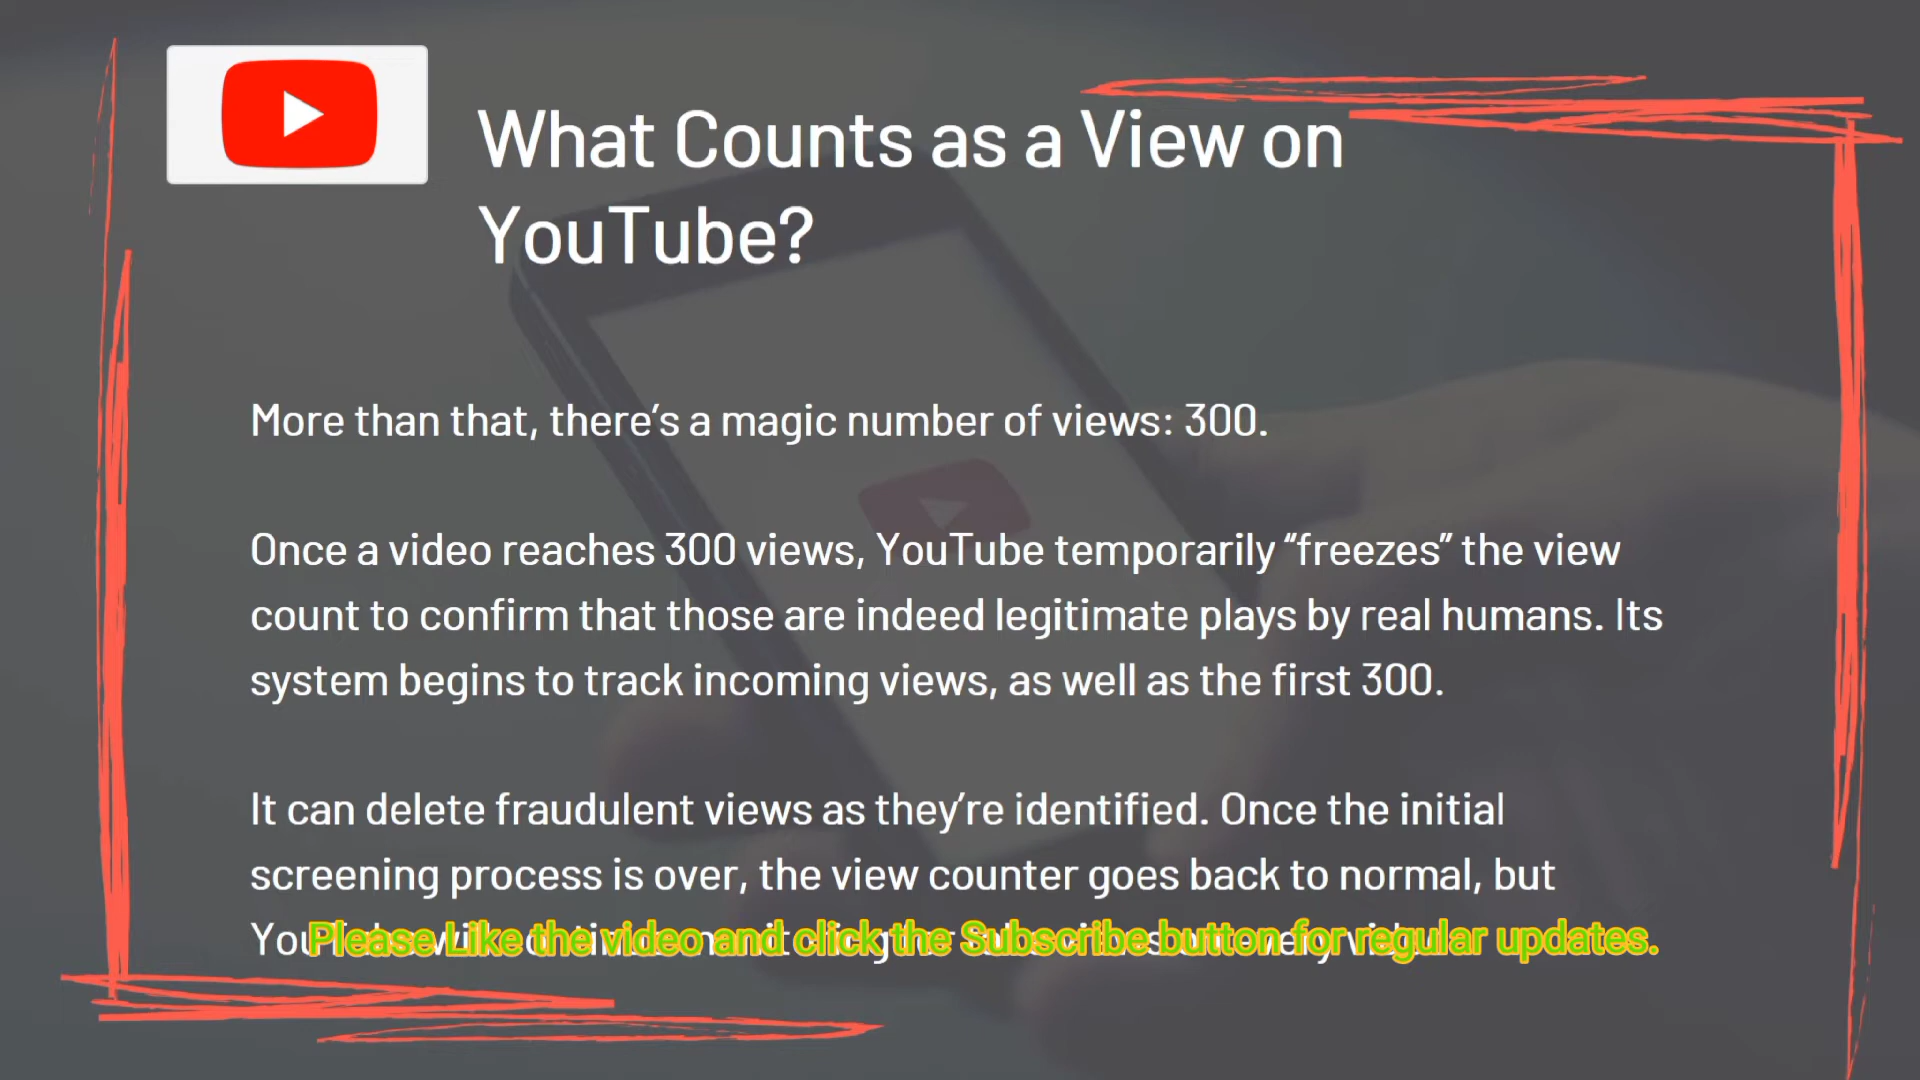 What Counts as a View on
YouTube?
More than that, there’s a magic number of views: 300.
Once a video reaches 300 views, YouTube temporarily “freezes” the view
count to confirm that those are indeed legitimate plays by real humans. Its
system begins to track incoming views, as well as the first 300.
It can delete fraudulent views as they’re identified. Once the initial
screening process is over, the view counter goes back to normal, but
Please Like the video and click the Subscribe button for regular updates.